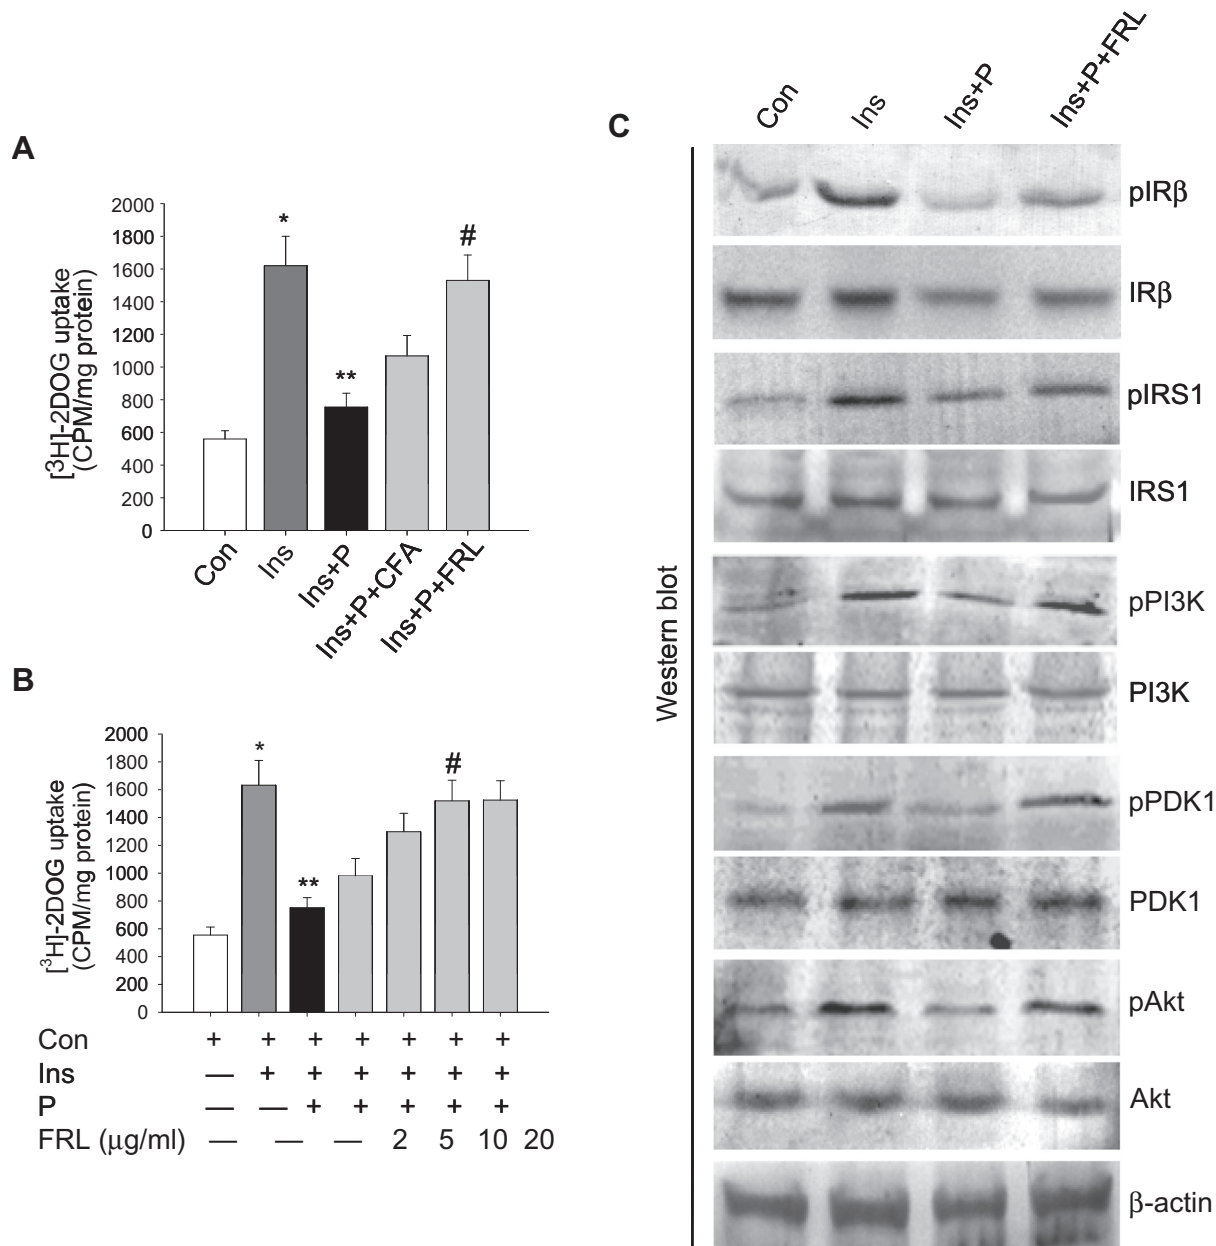 A
[³H]-2DOG uptake
(CPM/mg protein)
2000
1800
1600
1400
1200
1000
800
600
400
200
0
*
**
#
Con
Ins
Ins+P
Ins+P+CFA
Ins+P+FRL
B
[³H]-2DOG uptake
(CPM/mg protein)
2000
1800
1600
1400
1200
1000
800
600
400
200
0
*
**
#
Con + + + + + + +
Ins — + + + + + +
P — — + + + + +
FRL (μg/ml) — — — 2 5 10 20
C
Con
Ins
Ins+P
Ins+P+FRL
Western blot
pIRβ
IRβ
pIRS1
IRS1
pPI3K
PI3K
pPDK1
PDK1
pAkt
Akt
β-actin